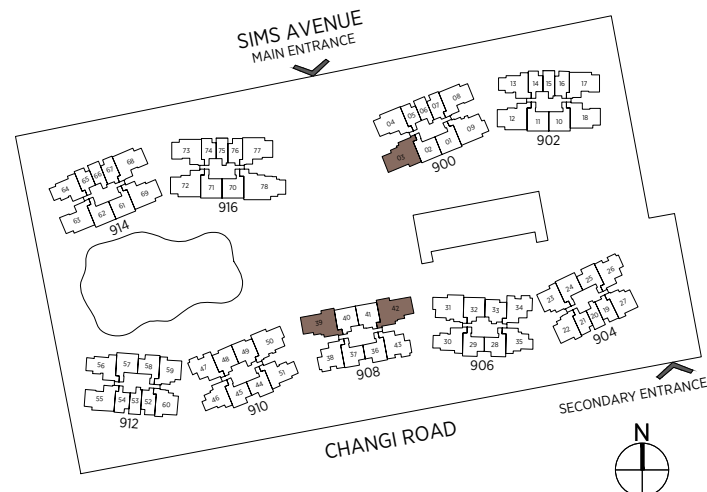 SIMS AVENUE
MAIN ENTRANCE
04 05 06 07 08
03 02 01 09
900
13 14 15 16 17
12 11 10 18
902
64 65 66 67 68
63 62 61 69
914
73 74 75 76 77
72 71 70 78
916
23 24 25 26
22 21 20 19 27
904
31 32 33 34
30 29 28 35
906
39 40 41 42
38 37 36 43
908
47 48 49 50
46 45 44 51
910
56 57 58 59
55 54 53 52 60
912
SECONDARY ENTRANCE
CHANGI ROAD
N